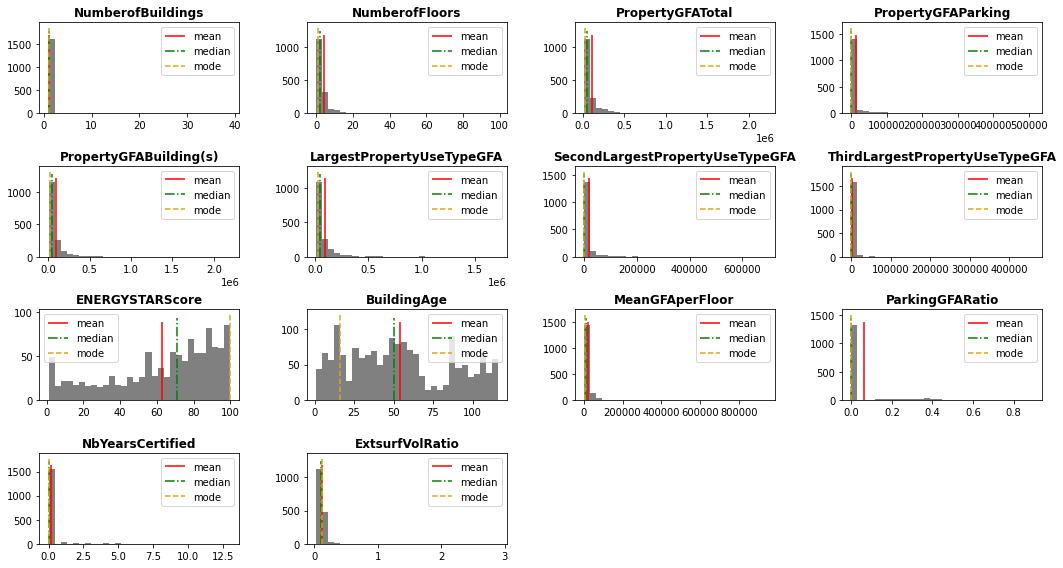 NumberofBuildings
1500
1000
500
0
0 10 20 30 40
mean
median
mode
NumberofFloors
1000
500
0
0 20 40 60 80 100
mean
median
mode
PropertyGFATotal
1000
500
0
0.0 0.5 1.0 1.5 2.0
1e6
mean
median
mode
PropertyGFAParking
1500
1000
500
0
0 100000 200000 300000 400000 500000
mean
median
mode
PropertyGFABuilding(s)
1000
500
0
0.0 0.5 1.0 1.5 2.0
1e6
mean
median
mode
LargestPropertyUseTypeGFA
1000
500
0
0.0 0.5 1.0 1.5
1e6
mean
median
mode
SecondLargestPropertyUseTypeGFA
1500
1000
500
0
0 200000 400000 600000
mean
median
mode
ThirdLargestPropertyUseTypeGFA
1500
1000
500
0
0 100000 200000 300000 400000
mean
median
mode
ENERGYSTARScore
100
50
0
0 20 40 60 80 100
mean
median
mode
BuildingAge
100
50
0
0 25 50 75 100
mean
median
mode
MeanGFAperFloor
1500
1000
500
0
0 200000 400000 600000 800000
mean
median
mode
ParkingGFARatio
1500
1000
500
0
0.0 0.2 0.4 0.6 0.8
mean
median
mode
NbYearsCertified
1500
1000
500
0
0.0 2.5 5.0 7.5 10.0 12.5
mean
median
mode
ExtsurfVolRatio
1000
500
0
0 1 2 3
mean
median
mode